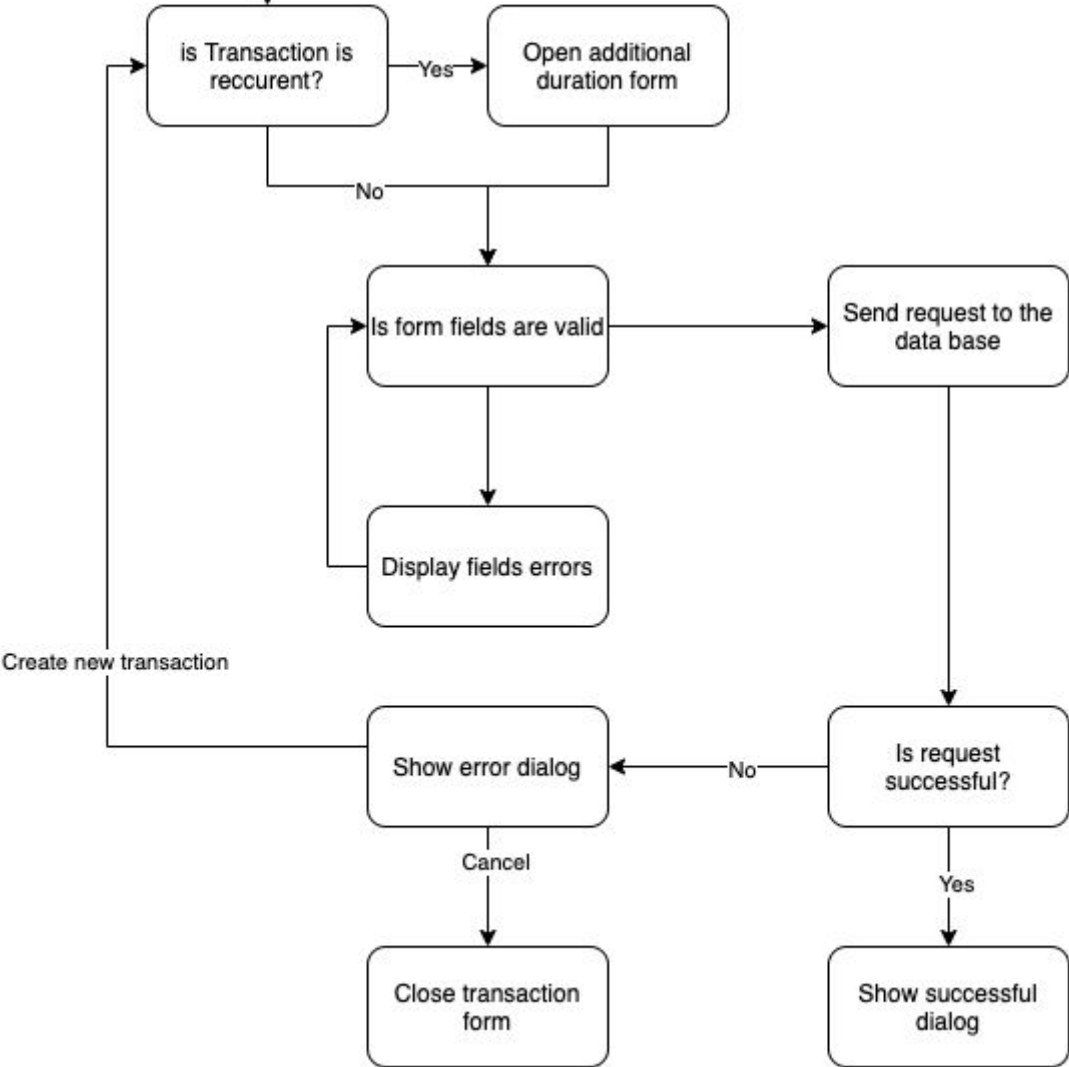 is Transaction is
reccurent?
Yes
Open additional
duration form
No
Is form fields are valid
Send request to the
data base
Display fields errors
Create new transaction
Show error dialog
No
Is request
successful?
Cancel
Yes
Close transaction
form
Show successful
dialog